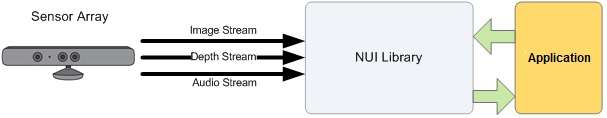 Sensor Array
Image Stream
Depth Stream
Audio Stream
NUI Library
Application